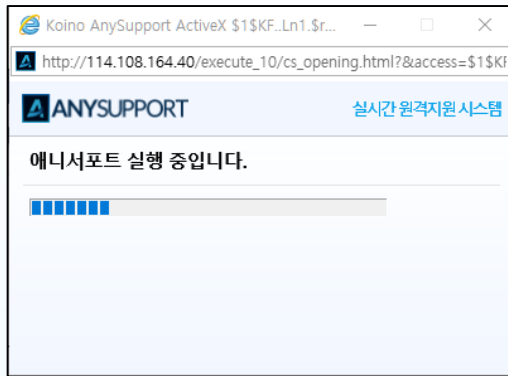 Koino AnySupport ActiveX $1$KF..Ln1.$r...
http://114.108.164.40/execute_10/cs_opening.html?&access=$1$KF
ANYSUPPORT
실시간 원격지원 시스템
애니서포트 실행 중입니다.